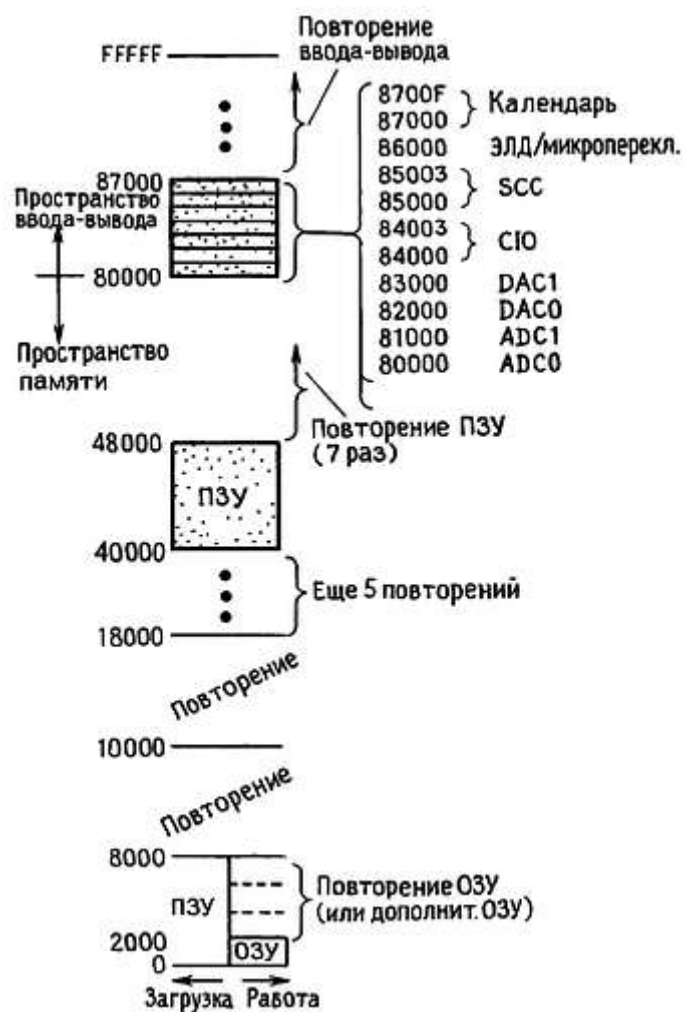 Повторение
ввода-вывода
FFFFF
8700F
87000
Календарь
86000 ЭЛД/микроперекл.
85003
85000
SCC
84003
84000
CIO
83000 DAC1
82000 DAC0
81000 ADC1
80000 ADC0
87000
Пространство
ввода-вывода
80000
Пространство
памяти
Повторение ПЗУ
(7 раз)
48000
ПЗУ
40000
Еще 5 повторений
18000
Повторение
10000
Повторение
8000
ПЗУ
Повторение ОЗУ
(или дополнит. ОЗУ)
2000
ОЗУ
0
Загрузка Работа